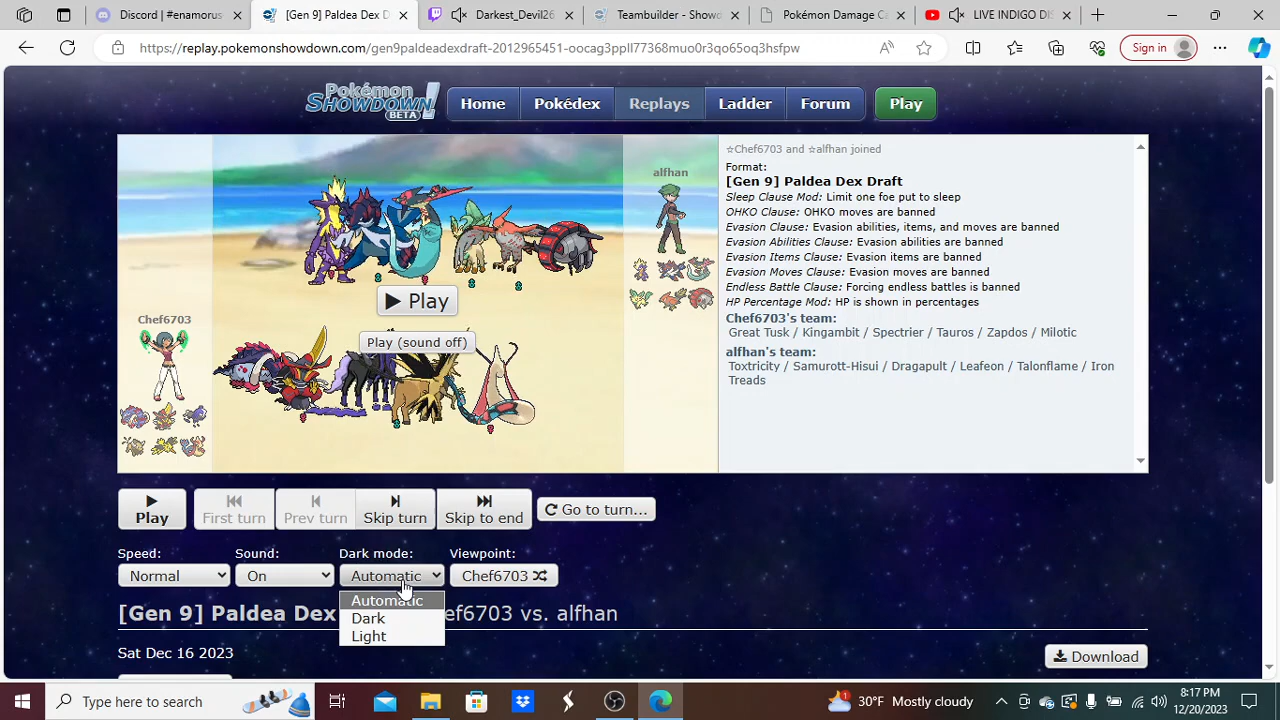 Discord | #enamorus
[Gen 9] Paldea Dex D
Darkest_Devil26
Teambuilder - Showd
Pokémon Damage Ca
LIVE INDIGO DI
https://replay.pokemonshowdown.com/gen9paldeadexdraft-2012965451-oocag3ppll77368muo0r3qo65oq3hsfpw
Sign in
Pokémon
SHOWDOWN!
BETA
Home
Pokédex
Replays
Ladder
Forum
Play
☆Chef6703 and ☆alfhan joined
Format:
[Gen 9] Paldea Dex Draft
Sleep Clause Mod: Limit one foe put to sleep
OHKO Clause: OHKO moves are banned
Evasion Clause: Evasion abilities, items, and moves are banned
Evasion Abilities Clause: Evasion abilities are banned
Evasion Items Clause: Evasion items are banned
Evasion Moves Clause: Evasion moves are banned
Endless Battle Clause: Forcing endless battles is banned
HP Percentage Mod: HP is shown in percentages
Chef6703's team:
Great Tusk / Kingambit / Spectrier / Tauros / Zapdos / Milotic
alfhan's team:
Toxtricity / Samurott-Hisui / Dragapult / Leafeon / Talonflame / Iron
Treads
alfhan
Chef6703
Play
Play (sound off)
Play
First turn
Prev turn
Skip turn
Skip to end
Go to turn...
Speed:
Sound:
Dark mode:
Viewpoint:
Normal
On
Automatic
Chef6703
Automatic
Dark
Light
[Gen 9] Paldea Dex ef6703 vs. alfhan
Sat Dec 16 2023
Download
Type here to search
1
30°F Mostly cloudy
8:17 PM
12/20/2023